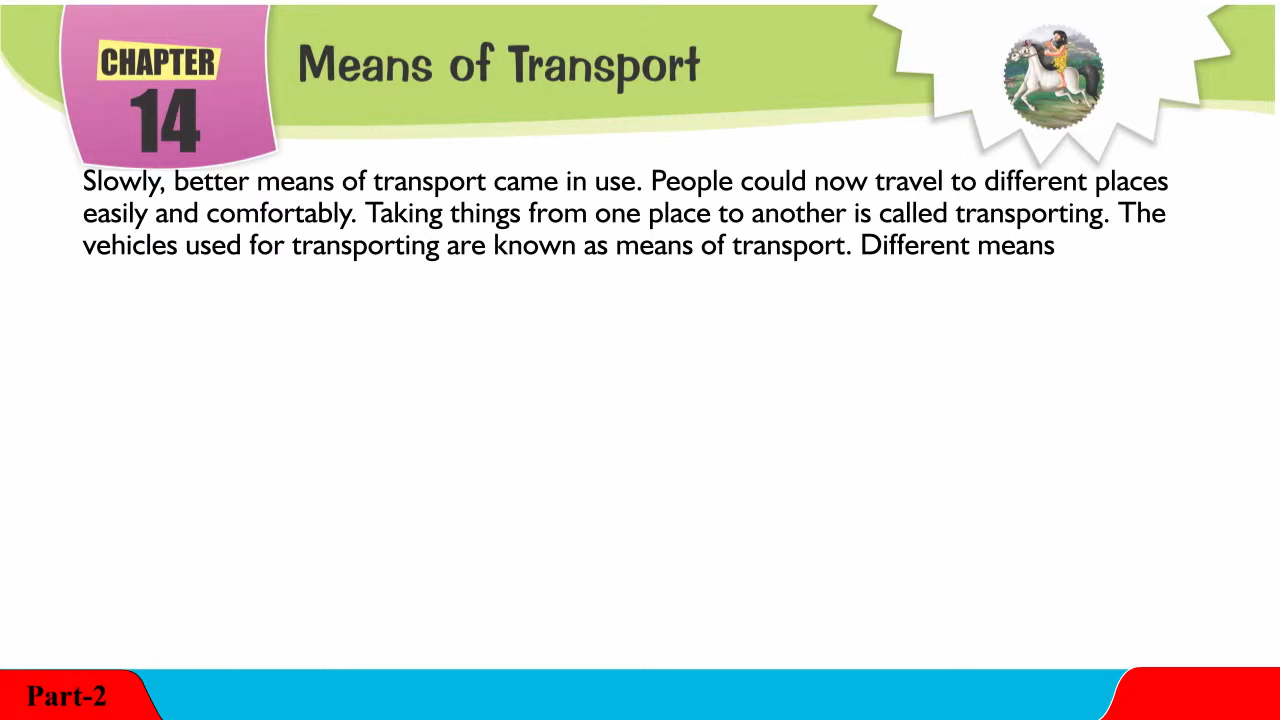 CHAPTER
14
Means of Transport
Slowly, better means of transport came in use. People could now travel to different places
easily and comfortably. Taking things from one place to another is called transporting. The
vehicles used for transporting are known as means of transport. Different means
Part-2